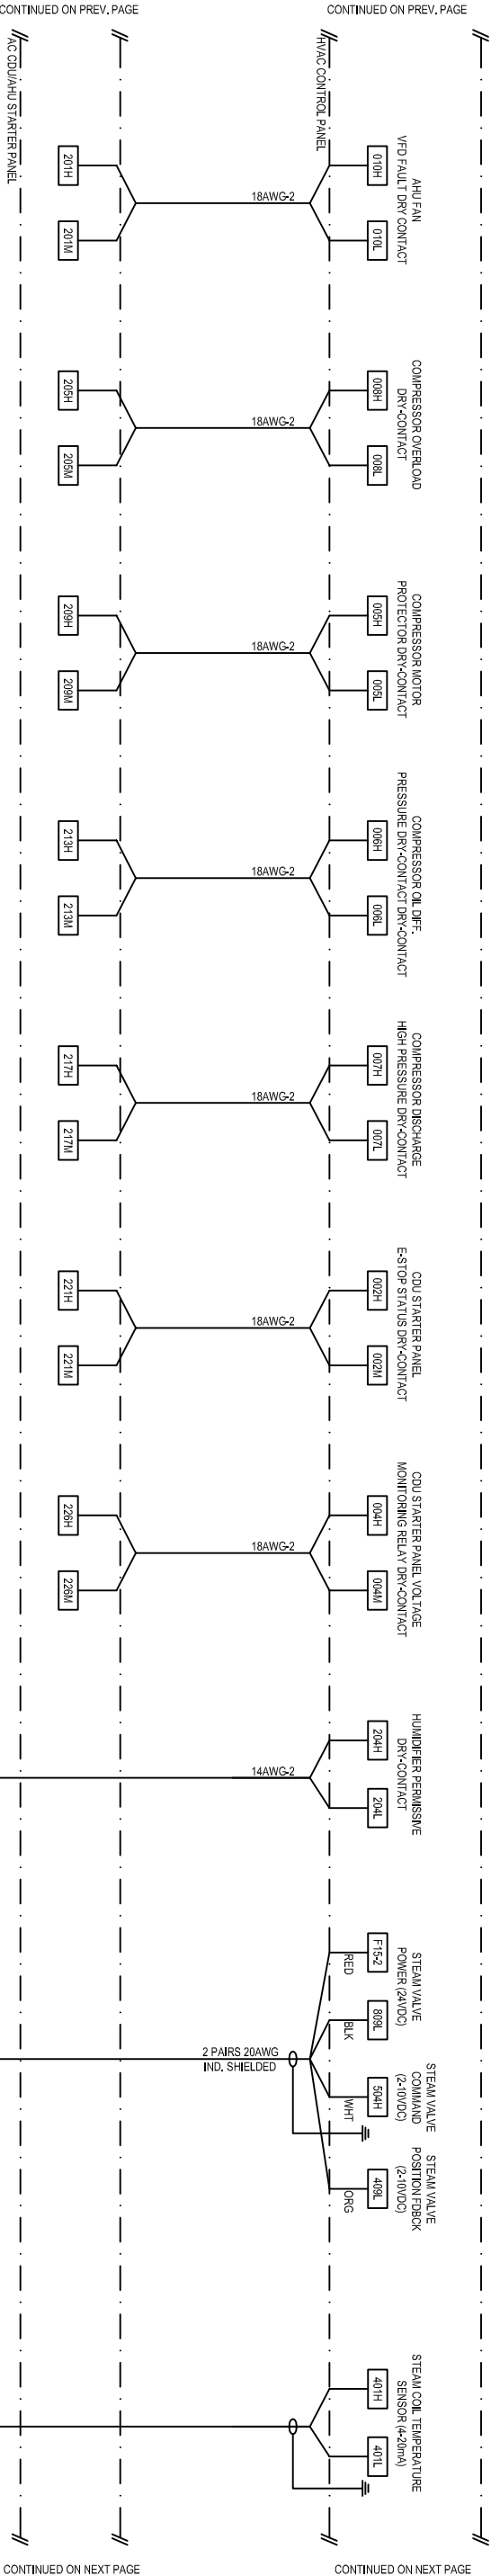 CONTINUED ON PREV. PAGE
CONTINUED ON PREV. PAGE
AC CDU/AHU STARTER PANEL
HVAC CONTROL PANEL
AHU FAN
VFD FAULT DRY CONTACT
010H
010L
18AWG-2
201H
201M
COMPRESSOR OVERLOAD
DRY-CONTACT
008H
008L
18AWG-2
205H
205M
COMPRESSOR MOTOR
PROTECTOR DRY-CONTACT
005H
005L
18AWG-2
209H
209M
COMPRESSOR OIL DIFF.
PRESSURE DRY-CONTACT DRY-CONTACT
006H
006L
18AWG-2
213H
213M
COMPRESSOR DISCHARGE
HIGH PRESSURE DRY-CONTACT
007H
007L
18AWG-2
217H
217M
CDU STARTER PANEL
E-STOP STATUS DRY-CONTACT
002H
002M
18AWG-2
221H
221M
CDU STARTER PANEL VOLTAGE
MONITORING RELAY DRY-CONTACT
004H
004M
18AWG-2
226H
226M
HUMIDIFIER PERMISSIVE
DRY-CONTACT
204H
204L
14AWG-2
STEAM VALVE
POWER (24VDC)
F15-2
RED
809L
BLK
STEAM VALVE
COMMAND
(2-10VDC)
504H
WHT
STEAM VALVE
POSITION FDBCK
(2-10VDC)
409L
ORG
2 PAIRS 20AWG
IND. SHIELDED
STEAM COIL TEMPERATURE
SENSOR (4-20mA)
401H
401L
CONTINUED ON NEXT PAGE
CONTINUED ON NEXT PAGE